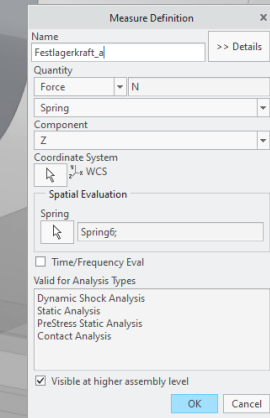 Measure Definition
x
Name
Festlagerkraft_a
>> Details
Quantity
Force
N
Spring
Component
Z
Coordinate System
WCS
Spatial Evaluation
Spring
Spring6;
Time/Frequency Eval
Valid for Analysis Types
Dynamic Shock Analysis
Static Analysis
PreStress Static Analysis
Contact Analysis
Visible at higher assembly level
OK
Cancel